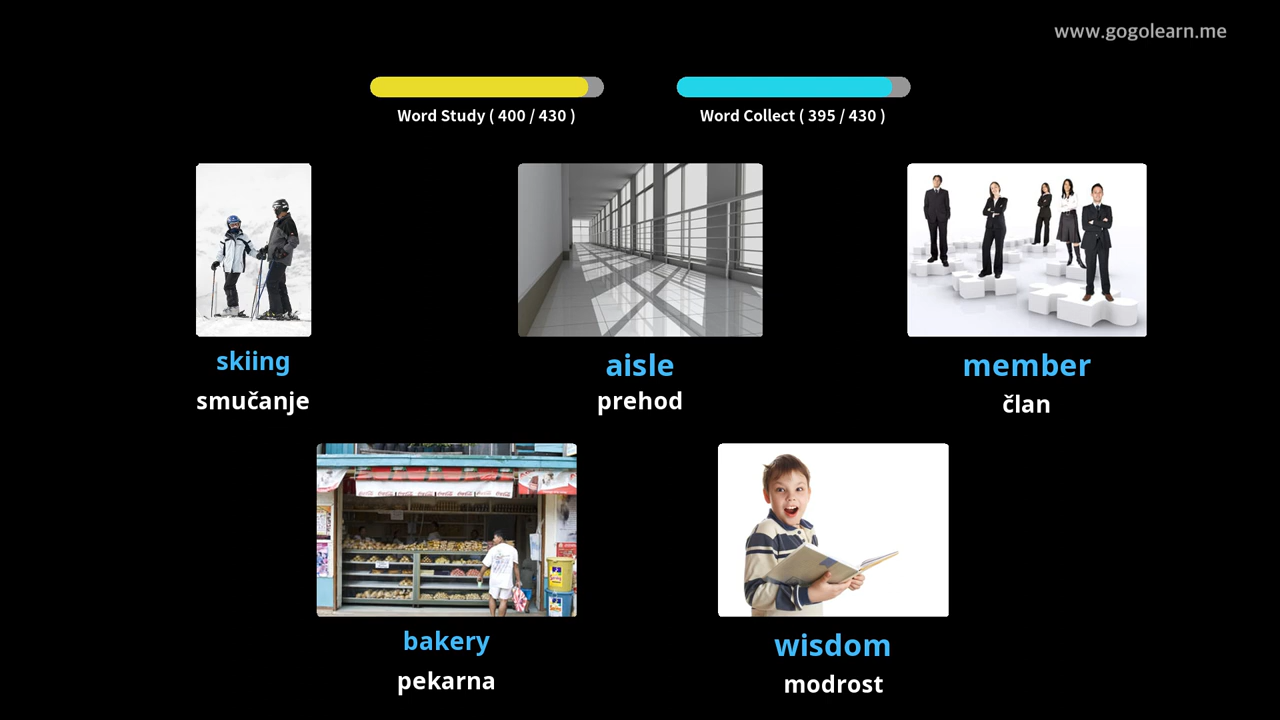 www.gogolearn.me
Word Study ( 400 / 430 )
Word Collect ( 395 / 430 )
skiing
smučanje
aisle
prehod
member
član
bakery
pekarna
wisdom
modrost